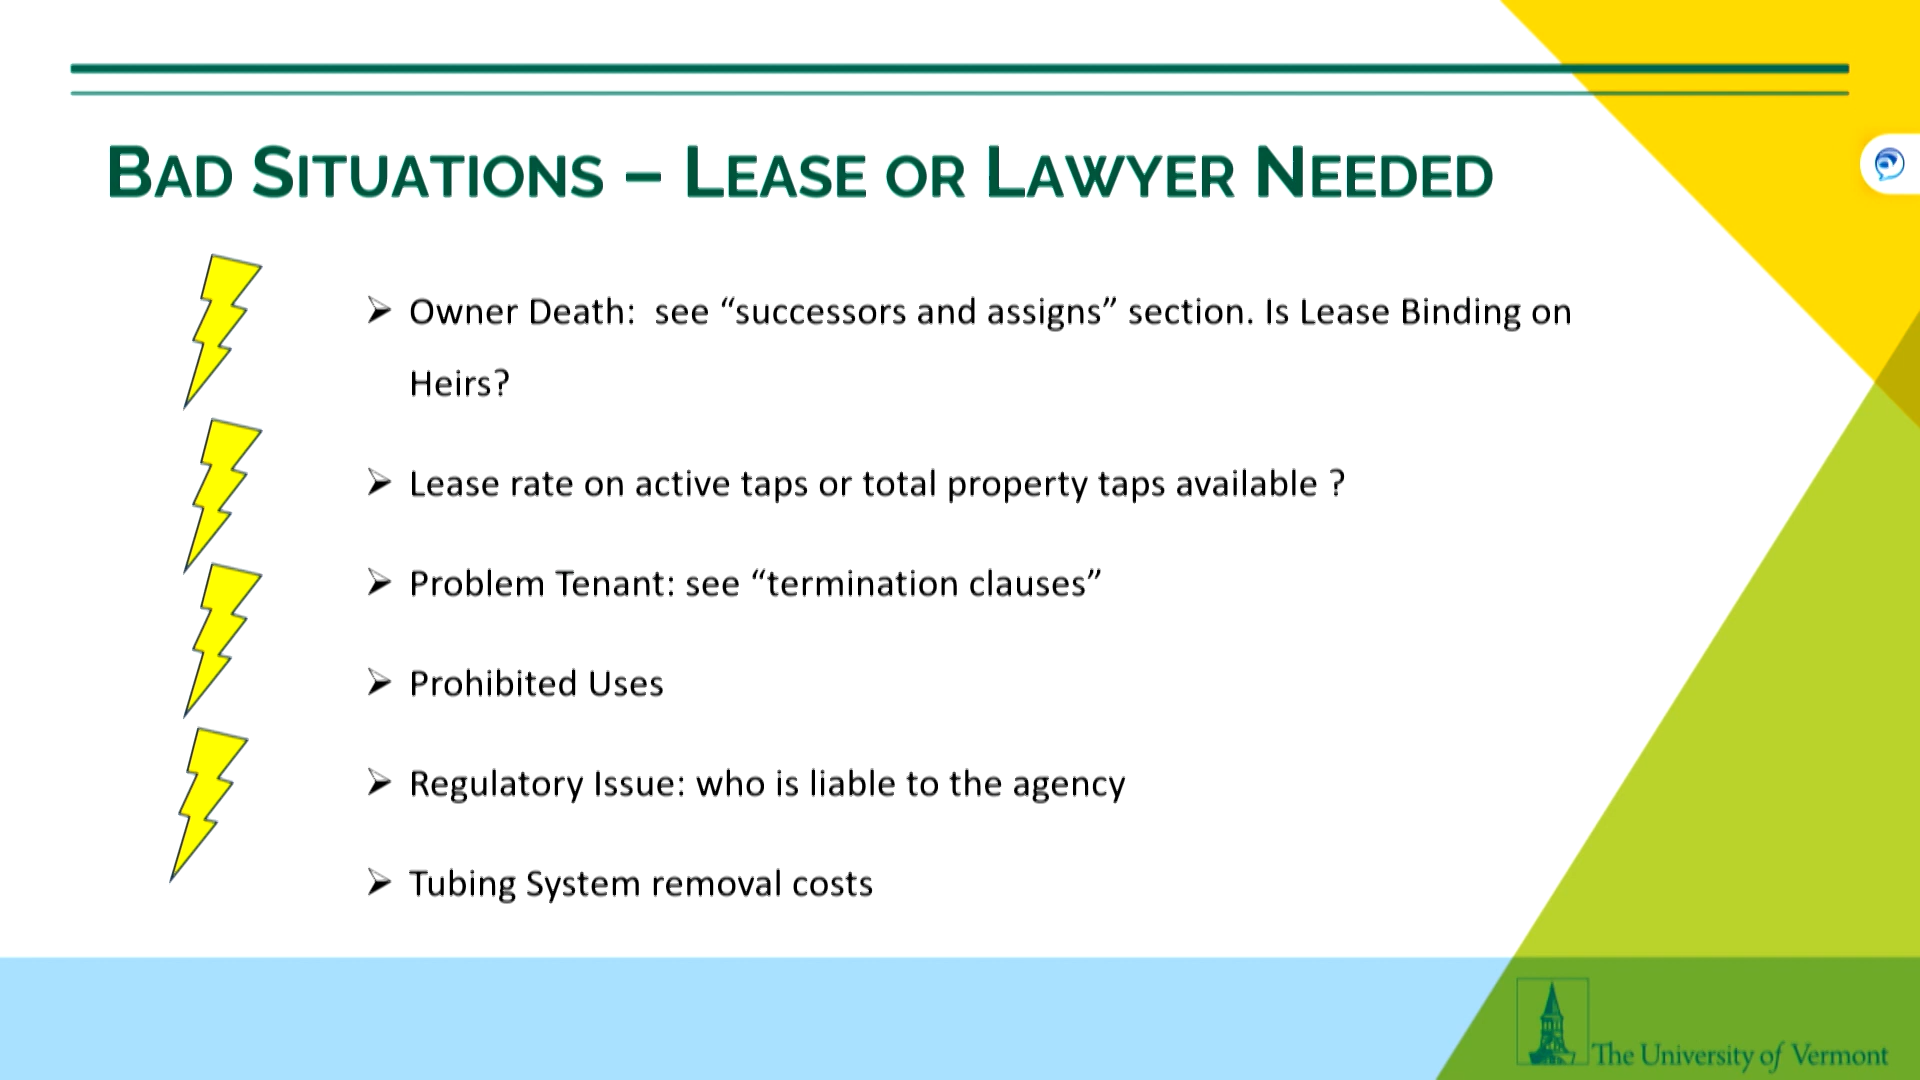 BAD SITUATIONS – LEASE OR LAWYER NEEDED
➢ Owner Death:  see “successors and assigns” section. Is Lease Binding on
Heirs?
➢ Lease rate on active taps or total property taps available ?
➢ Problem Tenant: see “termination clauses”
➢ Prohibited Uses
➢ Regulatory Issue: who is liable to the agency
➢ Tubing System removal costs
The University of Vermont